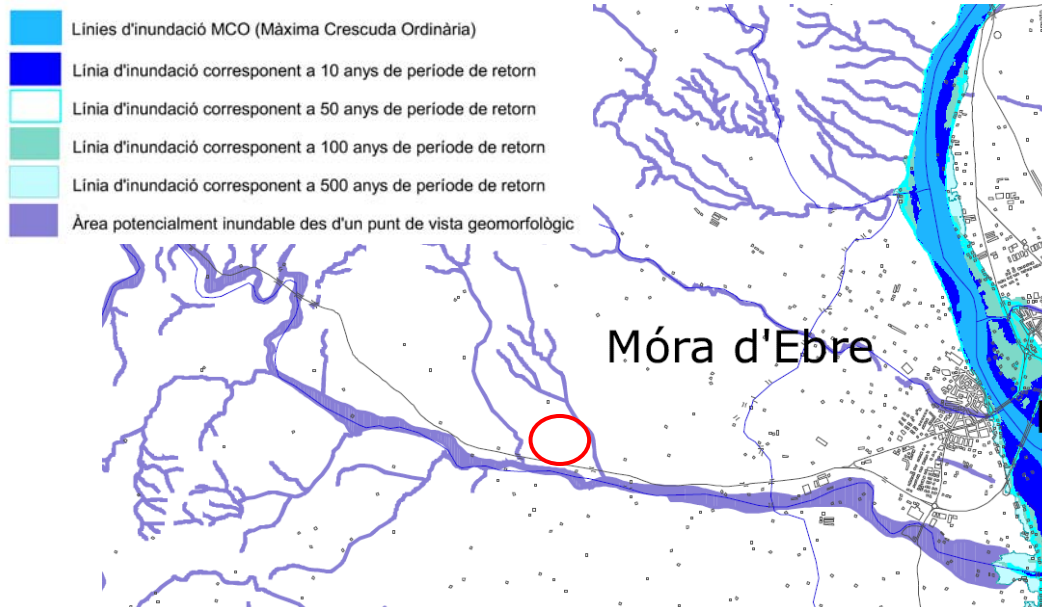 Línies d'inundació MCO (Màxima Crescuda Ordinària)
Línia d'inundació corresponent a 10 anys de període de retorn
Línia d'inundació corresponent a 50 anys de període de retorn
Línia d'inundació corresponent a 100 anys de període de retorn
Línia d'inundació corresponent a 500 anys de període de retorn
Àrea potencialment inundable des d'un punt de vista geomorfològic
Móra d'Ebre